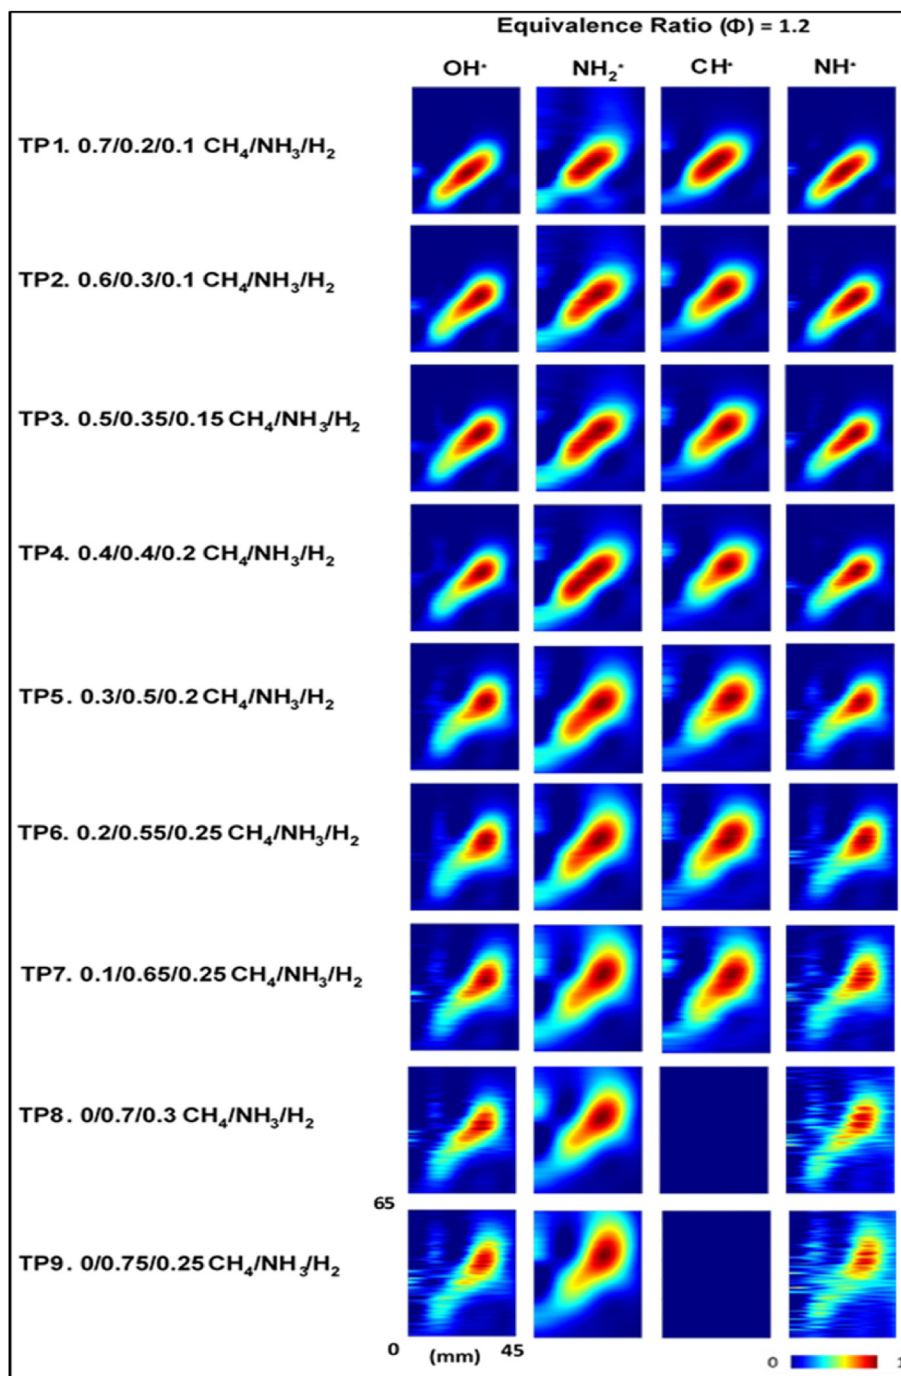 Equivalence Ratio (Φ) = 1.2
OH* NH₂* CH* NH*
TP1. 0.7/0.2/0.1 CH₄/NH₃/H₂
TP2. 0.6/0.3/0.1 CH₄/NH₃/H₂
TP3. 0.5/0.35/0.15 CH₄/NH₃/H₂
TP4. 0.4/0.4/0.2 CH₄/NH₃/H₂
TP5. 0.3/0.5/0.2 CH₄/NH₃/H₂
TP6. 0.2/0.55/0.25 CH₄/NH₃/H₂
TP7. 0.1/0.65/0.25 CH₄/NH₃/H₂
TP8. 0/0.7/0.3 CH₄/NH₃/H₂
65
TP9. 0/0.75/0.25 CH₄/NH₃/H₂
0 (mm) 45
0 1